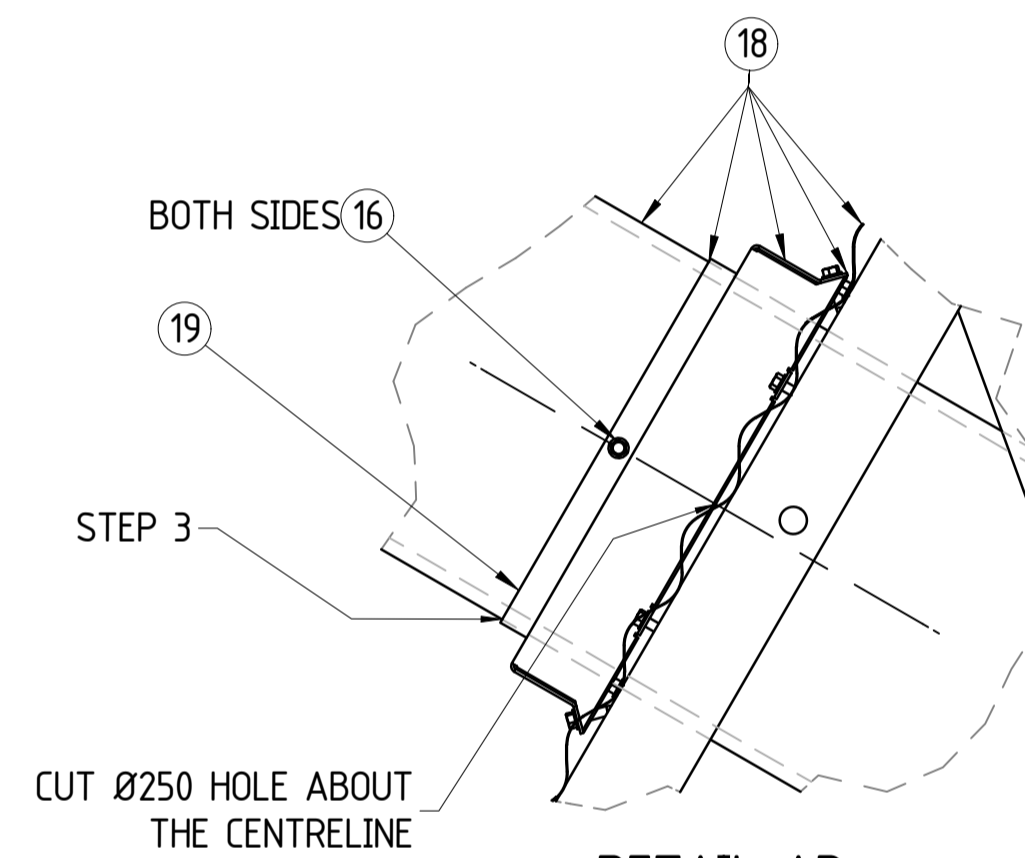 18
BOTH SIDES 16
19
STEP 3
CUT Ø250 HOLE ABOUT
THE CENTRELINE